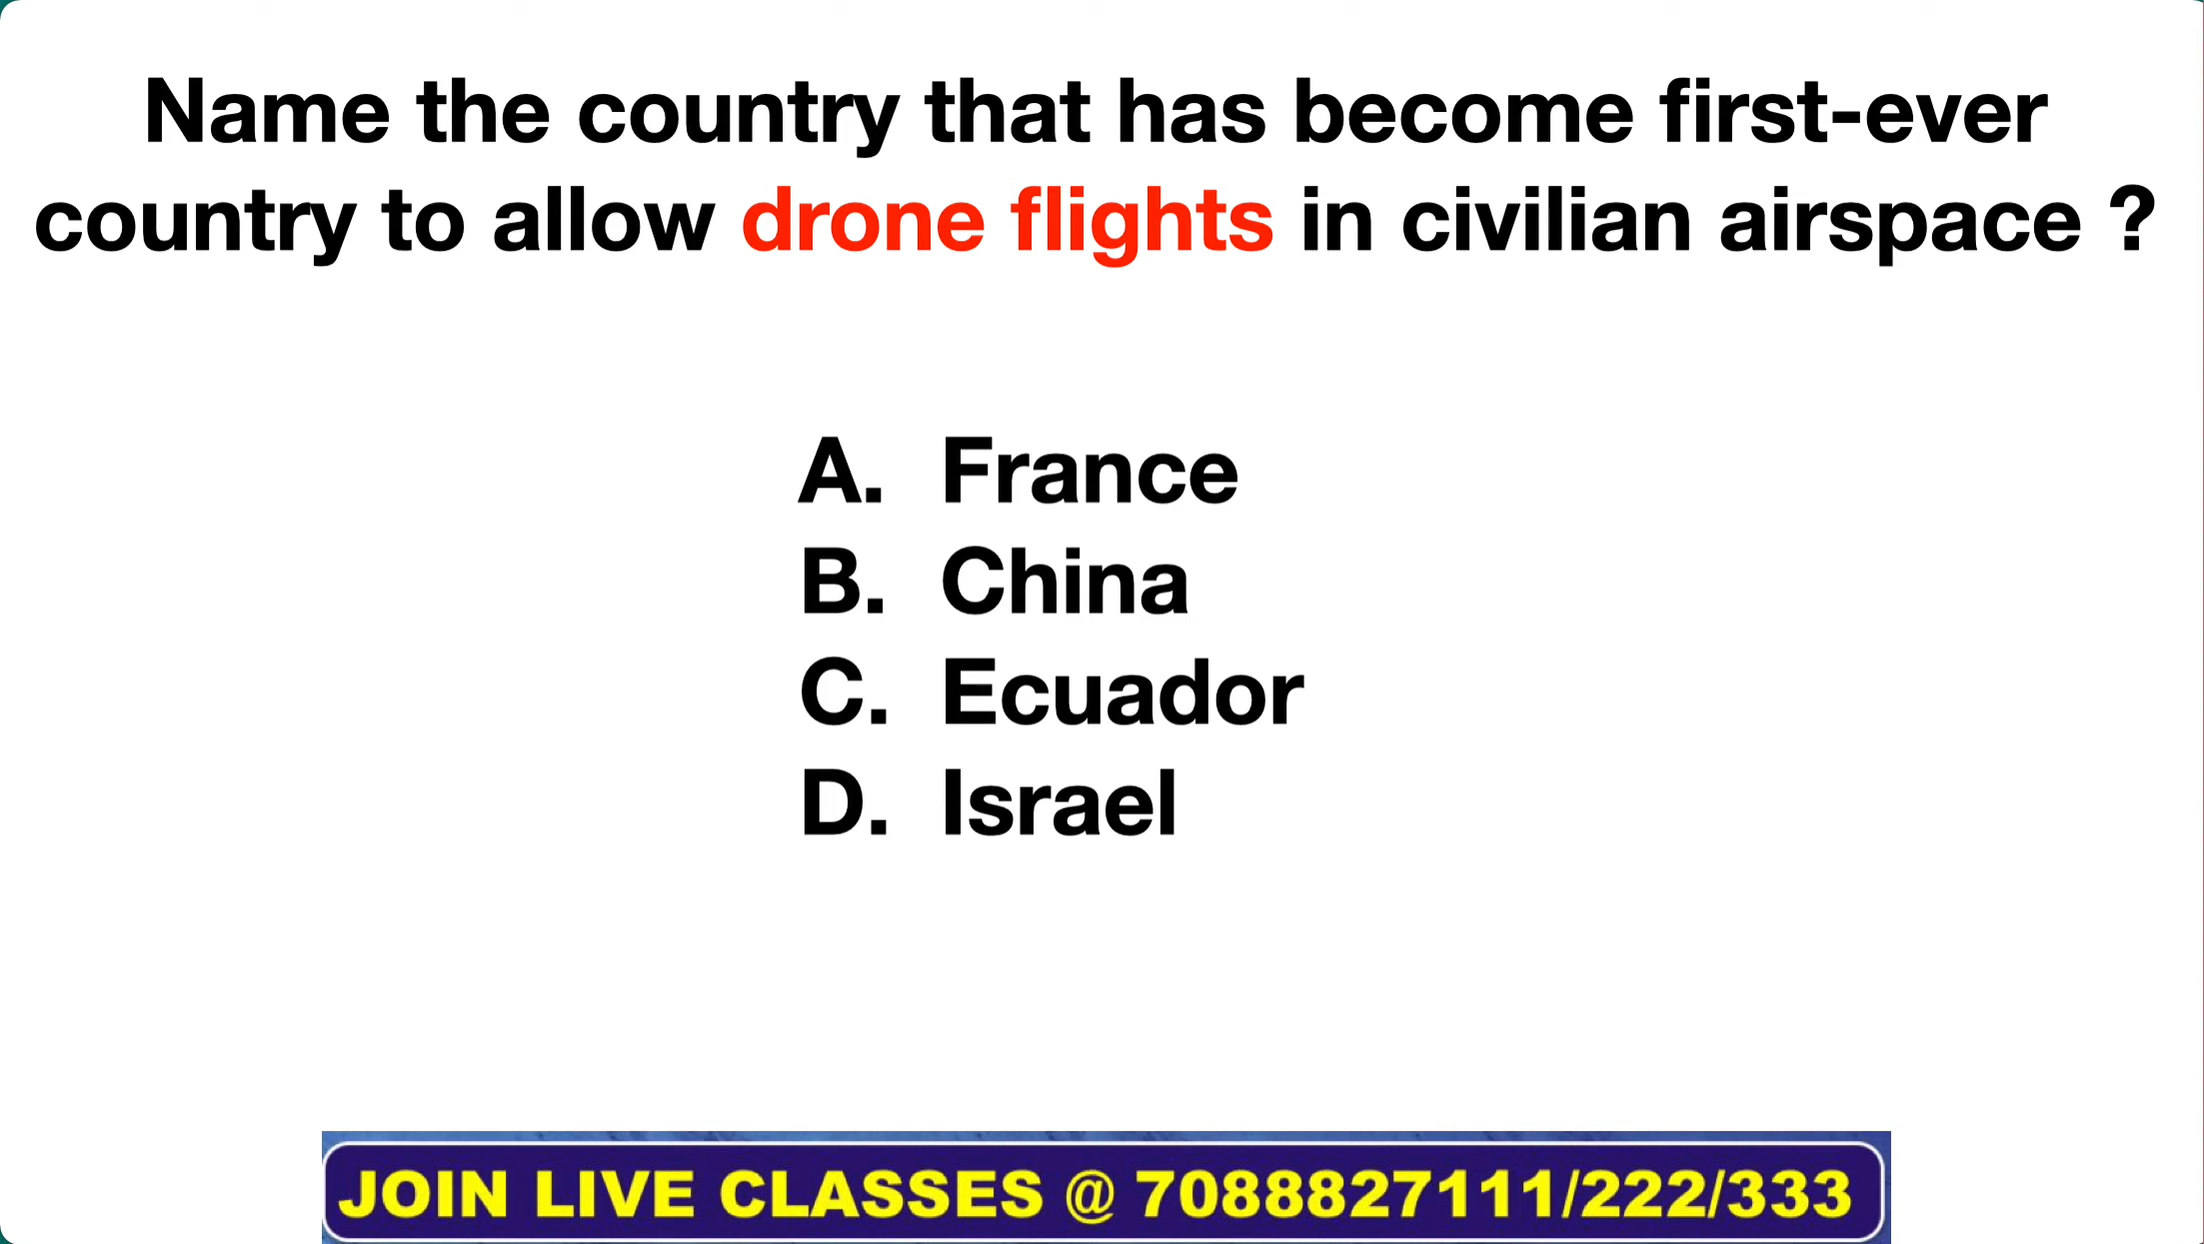 Name the country that has become first-ever
country to allow drone flights in civilian airspace ?
A. France
B. China
C. Ecuador
D. Israel
JOIN LIVE CLASSES @ 7088827111/222/333